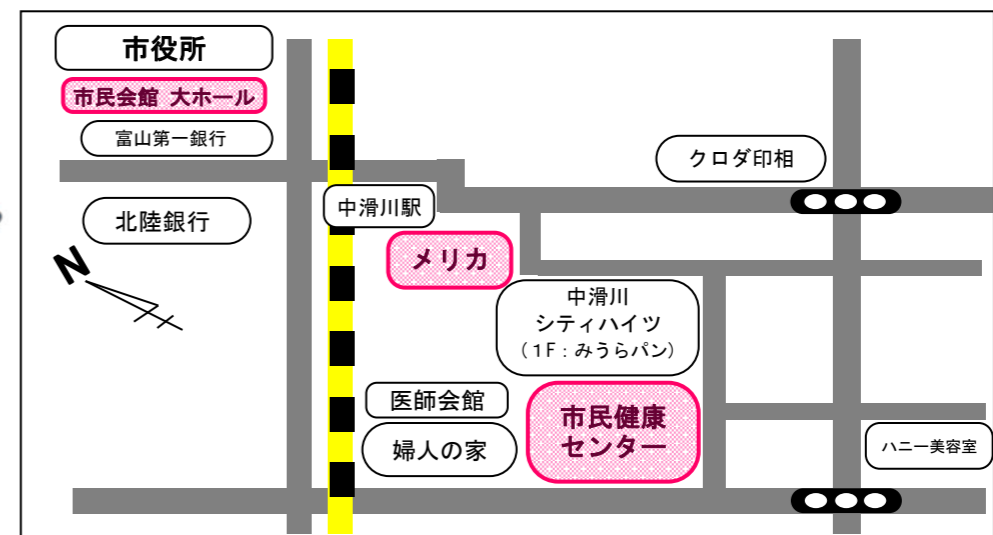 市役所
市民会館 大ホール
富山第一銀行
クロダ印相
中滑川駅
北陸銀行
メリカ
N
中滑川
シティハイツ
(1F:みうらパン)
医師会館
市民健康
センター
婦人の家
ハニー美容室